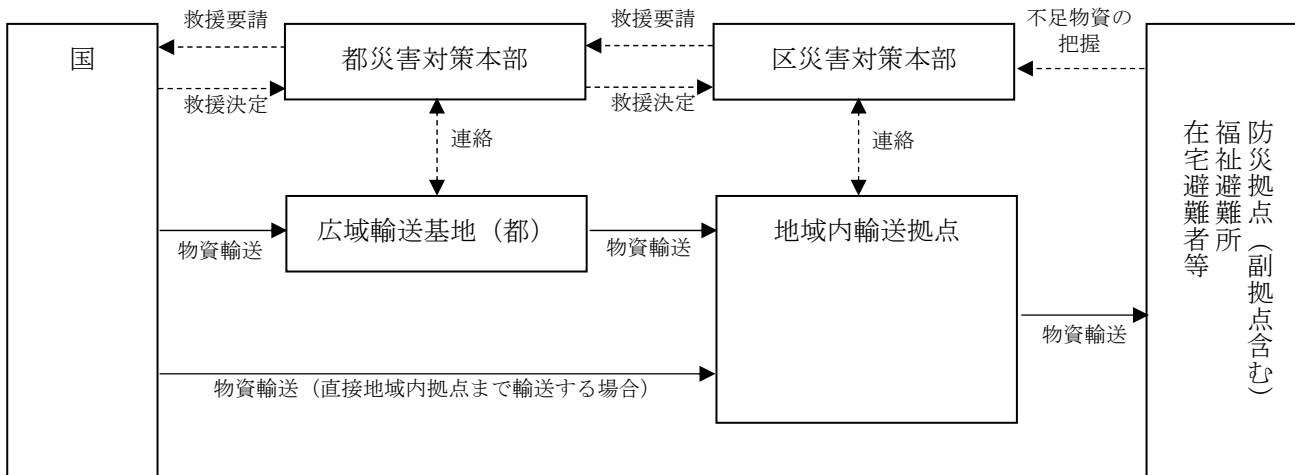 救援要請
救援要請
不足物資の
把握
国
都災害対策本部
区災害対策本部
救援決定
救援決定
連絡
連絡
防災拠点（副拠点含む）
福祉避難所
在宅避難者等
広域輸送基地（都）
地域内輸送拠点
物資輸送
物資輸送
物資輸送
物資輸送（直接地域内拠点まで輸送する場合）